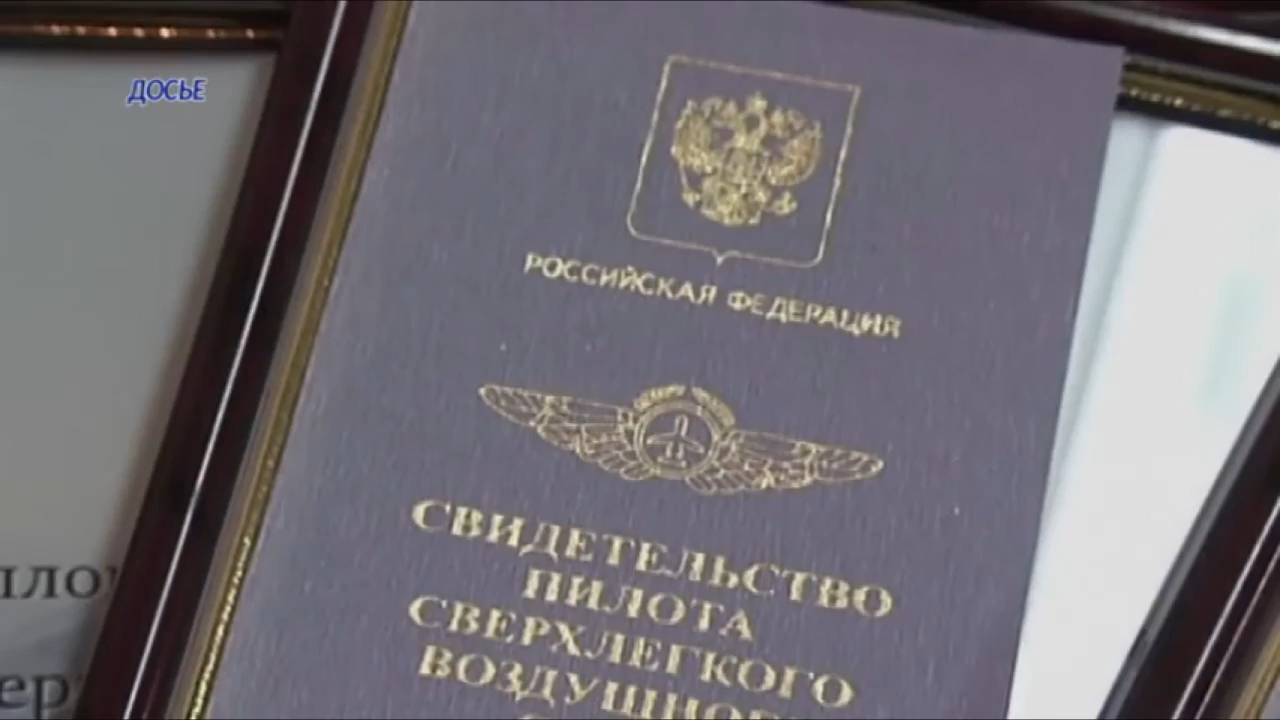 ДОСЬЕ
РОССИЙСКАЯ ФЕДЕРАЦИЯ
СВИДЕТЕЛЬСТВО
ПИЛОТА
СВЕРХЛЕГКОГО